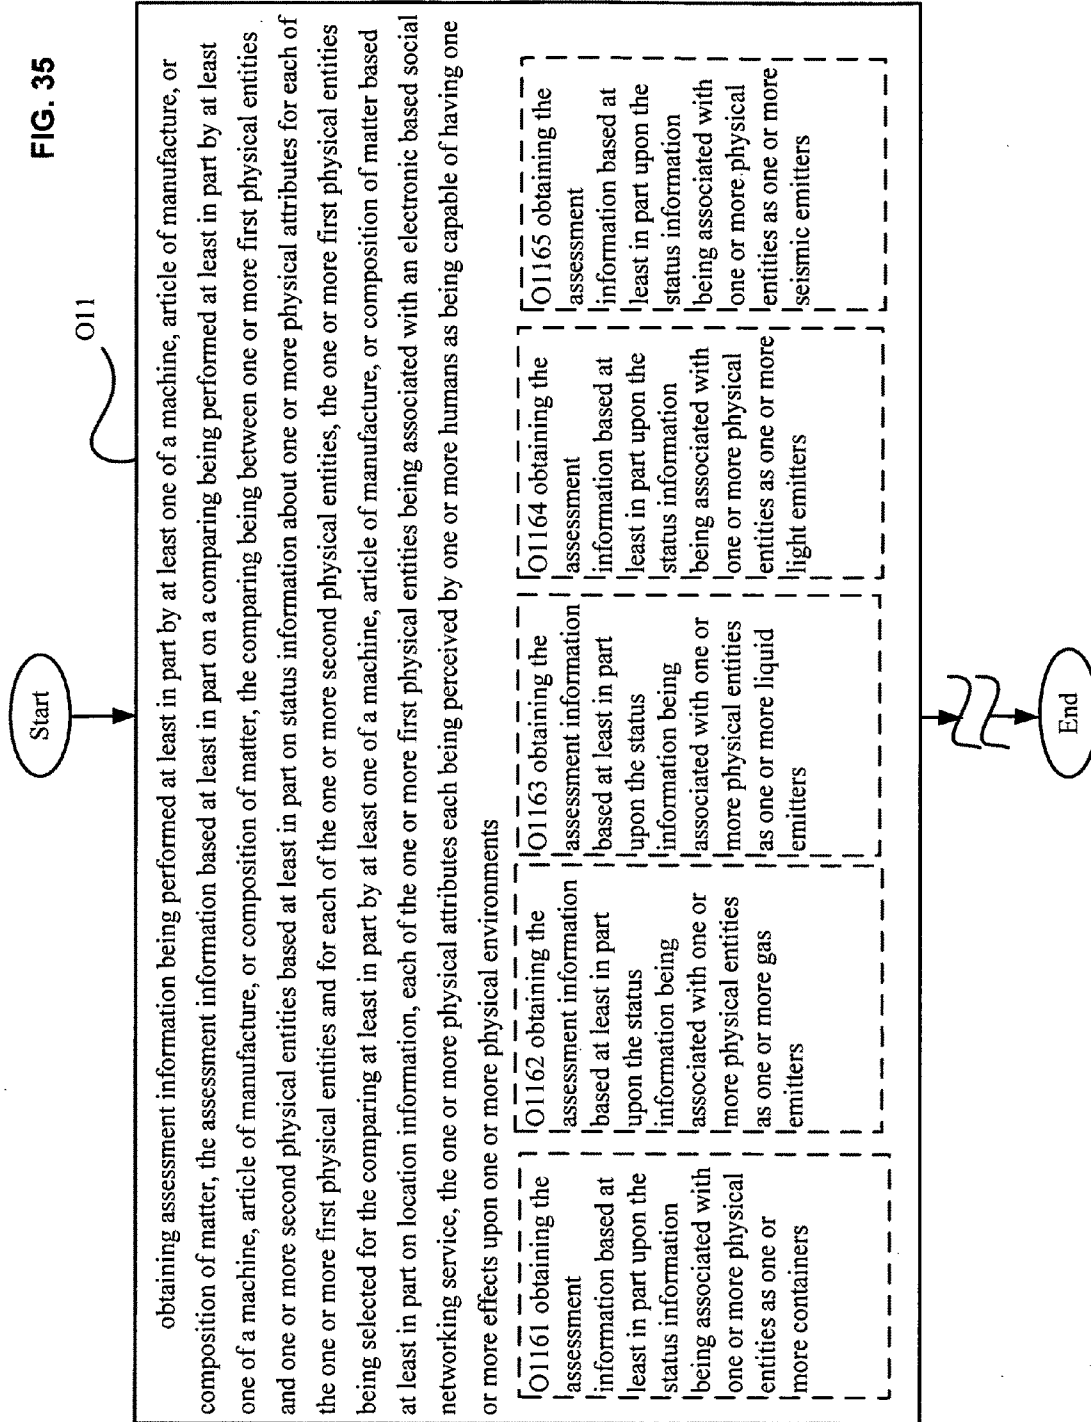 FIG. 35
Start
O11
obtaining assessment information being performed at least in part by at least one of a machine, article of manufacture, or
composition of matter, the assessment information based at least in part on a comparing being performed at least in part by at least
one of a machine, article of manufacture, or composition of matter, the comparing being between one or more first physical entities
and one or more second physical entities based at least in part on status information about one or more physical attributes for each of
the one or more first physical entities and for each of the one or more second physical entities, the one or more first physical entities
being selected for the comparing at least in part by at least one of a machine, article of manufacture, or composition of matter based
at least in part on location information, each of the one or more first physical entities being associated with an electronic based social
networking service, the one or more physical attributes each being perceived by one or more humans as being capable of having one
or more effects upon one or more physical environments
O1161 obtaining the
assessment
information based at
least in part upon the
status information
being associated with
one or more physical
entities as one or
more containers
O1162 obtaining the
assessment information
based at least in part
upon the status
information being
associated with one or
more physical entities
as one or more gas
emitters
O1163 obtaining the
assessment information
based at least in part
upon the status
information being
associated with one or
more physical entities
as one or more liquid
emitters
O1164 obtaining the
assessment
information based at
least in part upon the
status information
being associated with
one or more physical
entities as one or more
light emitters
O1165 obtaining the
assessment
information based at
least in part upon the
status information
being associated with
one or more physical
entities as one or more
seismic emitters
End